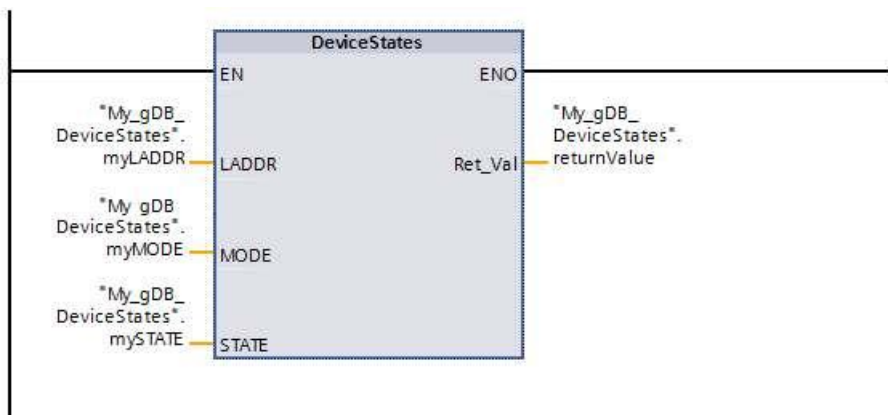 DeviceStates
EN
ENO
"My_gDB_
DeviceStates".
myLADDR
LADDR
Ret_Val
"My_gDB_
DeviceStates".
returnValue
"My gDB
DeviceStates".
myMODE
MODE
"My_gDB_
DeviceStates".
mySTATE
STATE